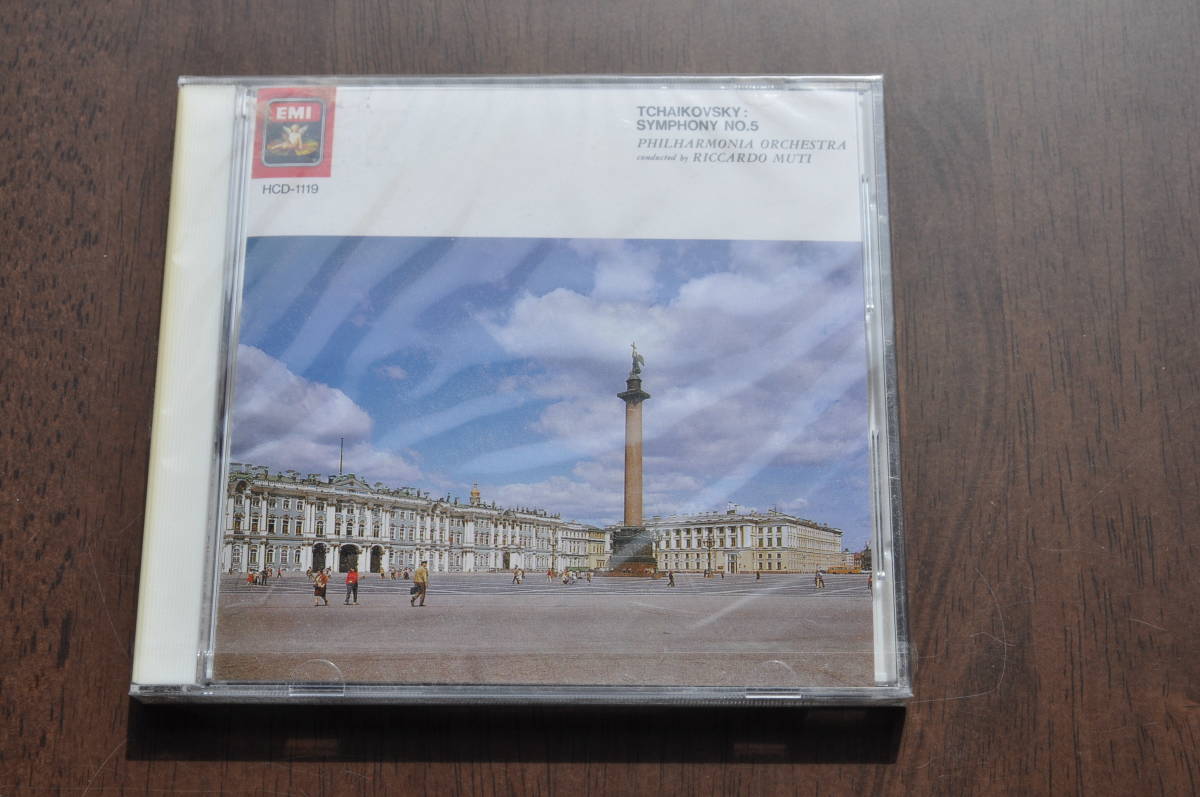 EMI
HCD-1119
TCHAIKOVSKY:
SYMPHONY NO.5
PHILHARMONIA ORCHESTRA
conducted by RICCARDO MUTI